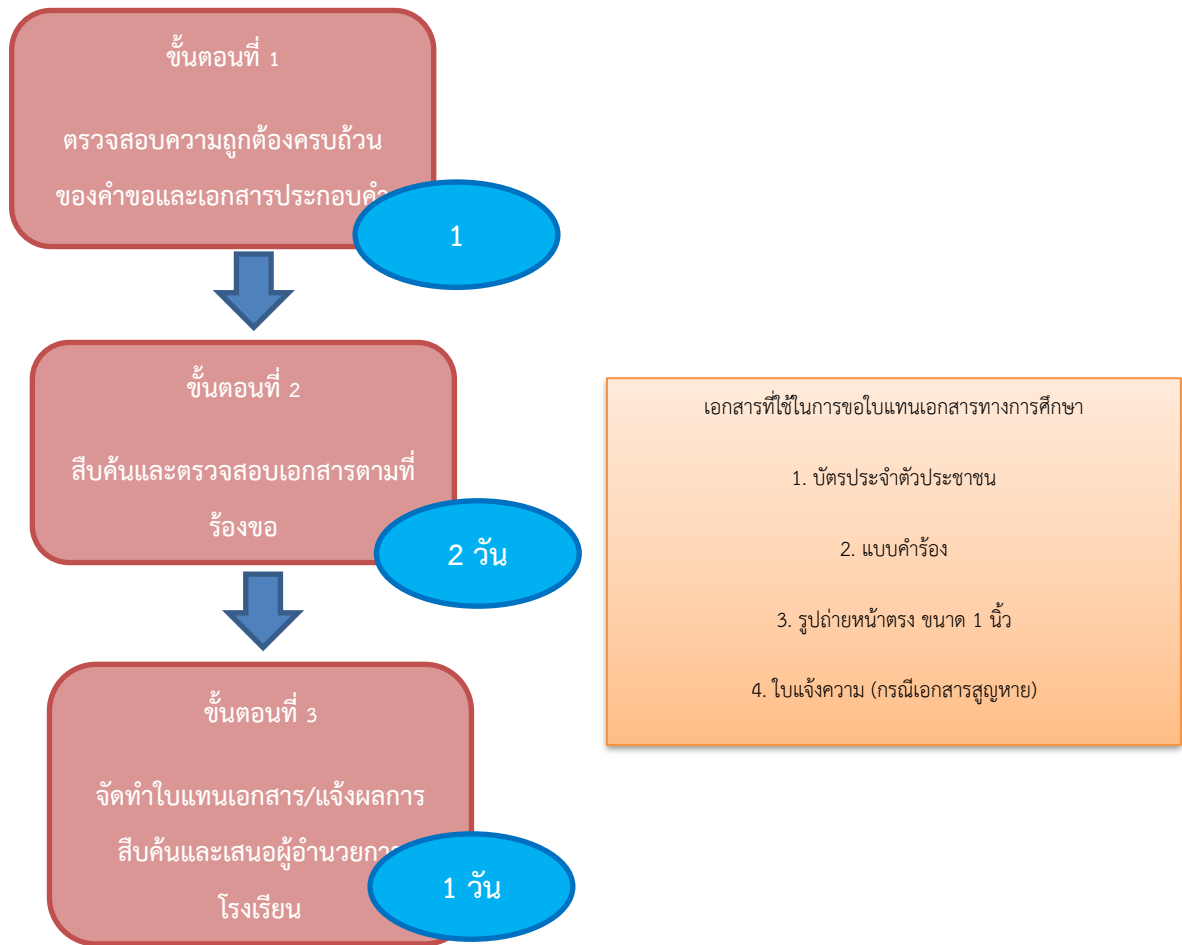 ขั้นตอนที่ 1
ตรวจสอบความถูกต้องครบถ้วน
ของคำขอและเอกสารประกอบคำ
1
ขั้นตอนที่ 2
สืบค้นและตรวจสอบเอกสารตามที่
ร้องขอ
2 วัน
ขั้นตอนที่ 3
จัดทำใบแทนเอกสาร/แจ้งผลการ
สืบค้นและเสนอผู้อำนวยการ
โรงเรียน
1 วัน
เอกสารที่ใช้ในการขอใบแทนเอกสารทางการศึกษา
1. บัตรประจำตัวประชาชน
2. แบบคำร้อง
3. รูปถ่ายหน้าตรง ขนาด 1 นิ้ว
4. ใบแจ้งความ (กรณีเอกสารสูญหาย)